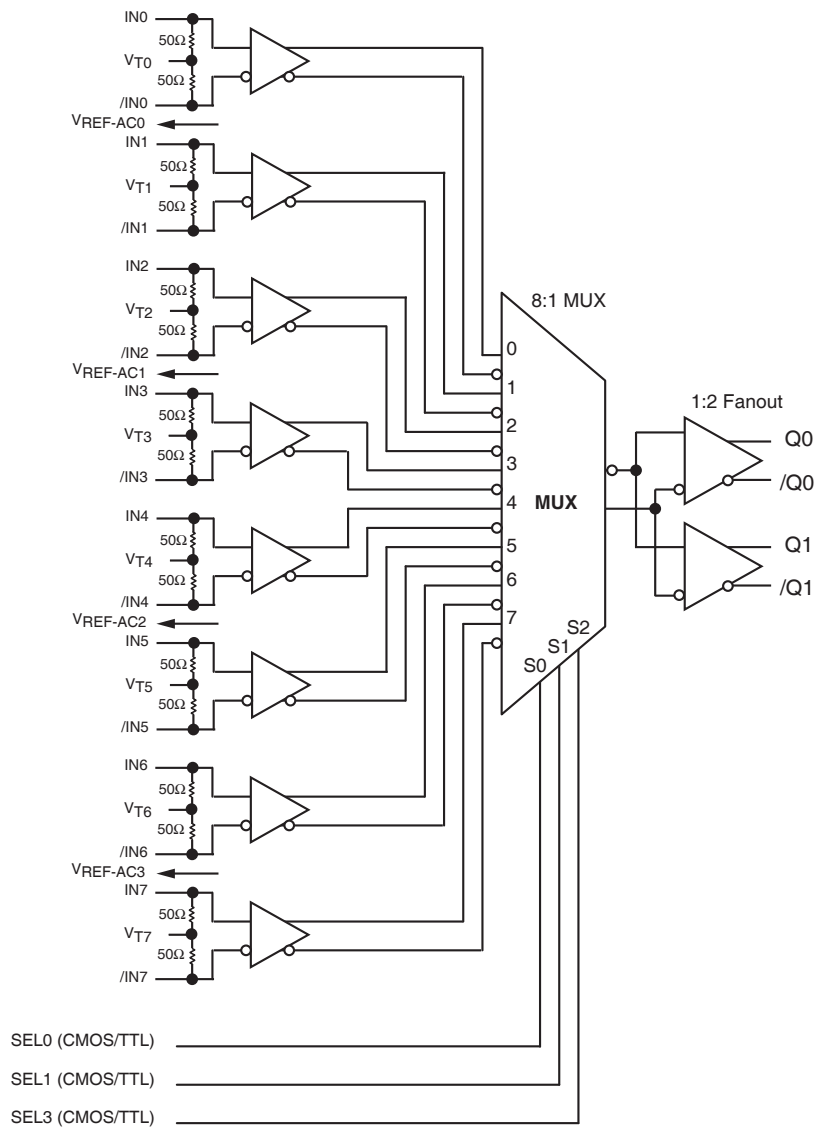 IN0
50Ω
VT0
50Ω
/IN0
VREF-AC0
IN1
50Ω
VT1
50Ω
/IN1
IN2
50Ω
VT2
50Ω
/IN2
VREF-AC1
IN3
50Ω
VT3
50Ω
/IN3
IN4
50Ω
VT4
50Ω
/IN4
VREF-AC2
IN5
50Ω
VT5
50Ω
/IN5
IN6
50Ω
VT6
50Ω
/IN6
VREF-AC3
IN7
50Ω
VT7
50Ω
/IN7
8:1 MUX
0
1
2
3
4
5
6
7
MUX
S0
S1
S2
1:2 Fanout
Q0
/Q0
Q1
/Q1
SEL0 (CMOS/TTL)
SEL1 (CMOS/TTL)
SEL3 (CMOS/TTL)